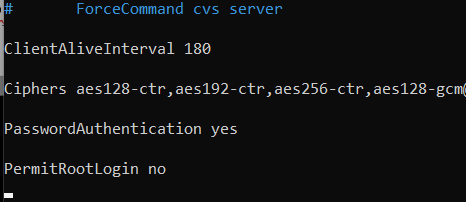 #       ForceCommand cvs server
ClientAliveInterval 180
Ciphers aes128-ctr,aes192-ctr,aes256-ctr,aes128-gcm@
PasswordAuthentication yes
PermitRootLogin no